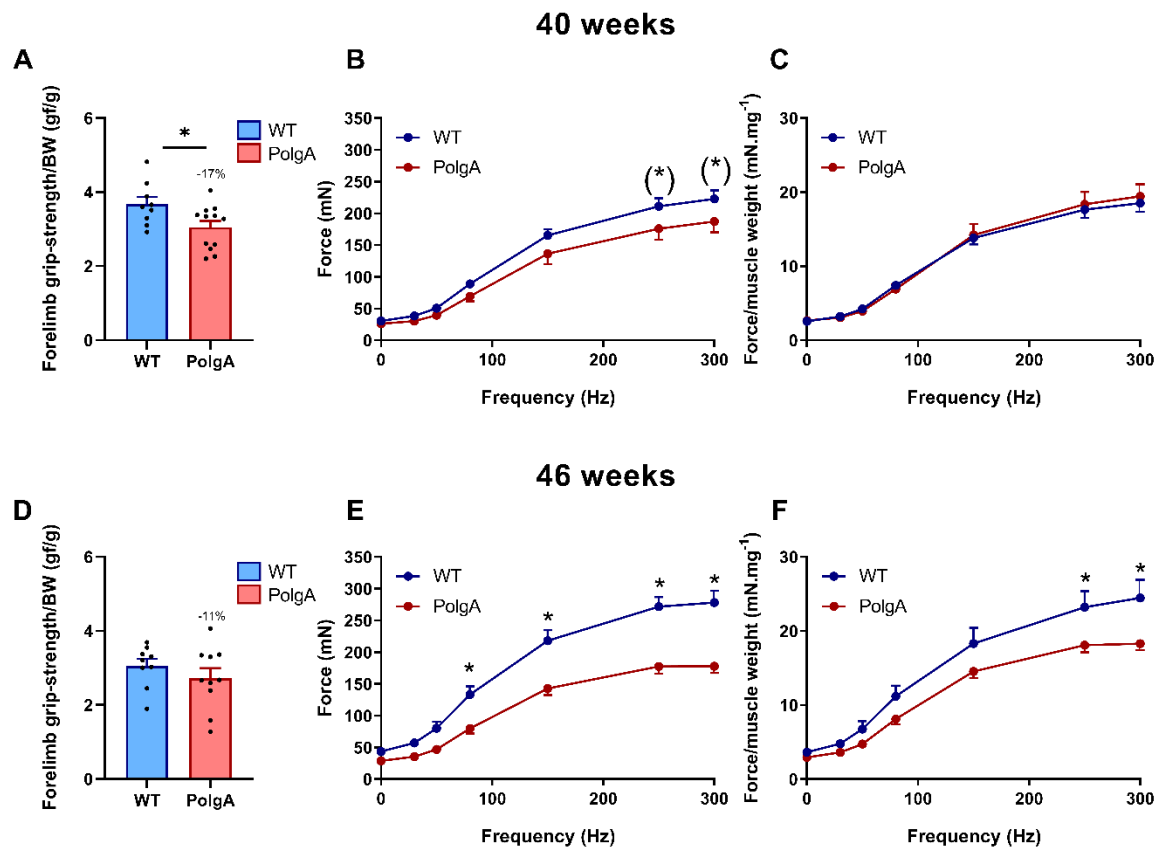 40 weeks
A
Forelimb grip-strength/BW (gf/g)
6
4
2
0
*
-17%
WT
PolgA
WT
PolgA
B
Force (mN)
350
300
250
200
150
100
50
0
WT
PolgA
(*)
(*)
0
100
200
300
Frequency (Hz)
C
Force/muscle weight (mN.mg⁻¹)
30
20
10
0
WT
PolgA
0
100
200
300
Frequency (Hz)
46 weeks
D
Forelimb grip-strength/BW (gf/g)
6
4
2
0
-11%
WT
PolgA
WT
PolgA
E
Force (mN)
350
300
250
200
150
100
50
0
WT
PolgA
*
*
*
*
0
100
200
300
Frequency (Hz)
F
Force/muscle weight (mN.mg⁻¹)
30
20
10
0
WT
PolgA
*
*
0
100
200
300
Frequency (Hz)